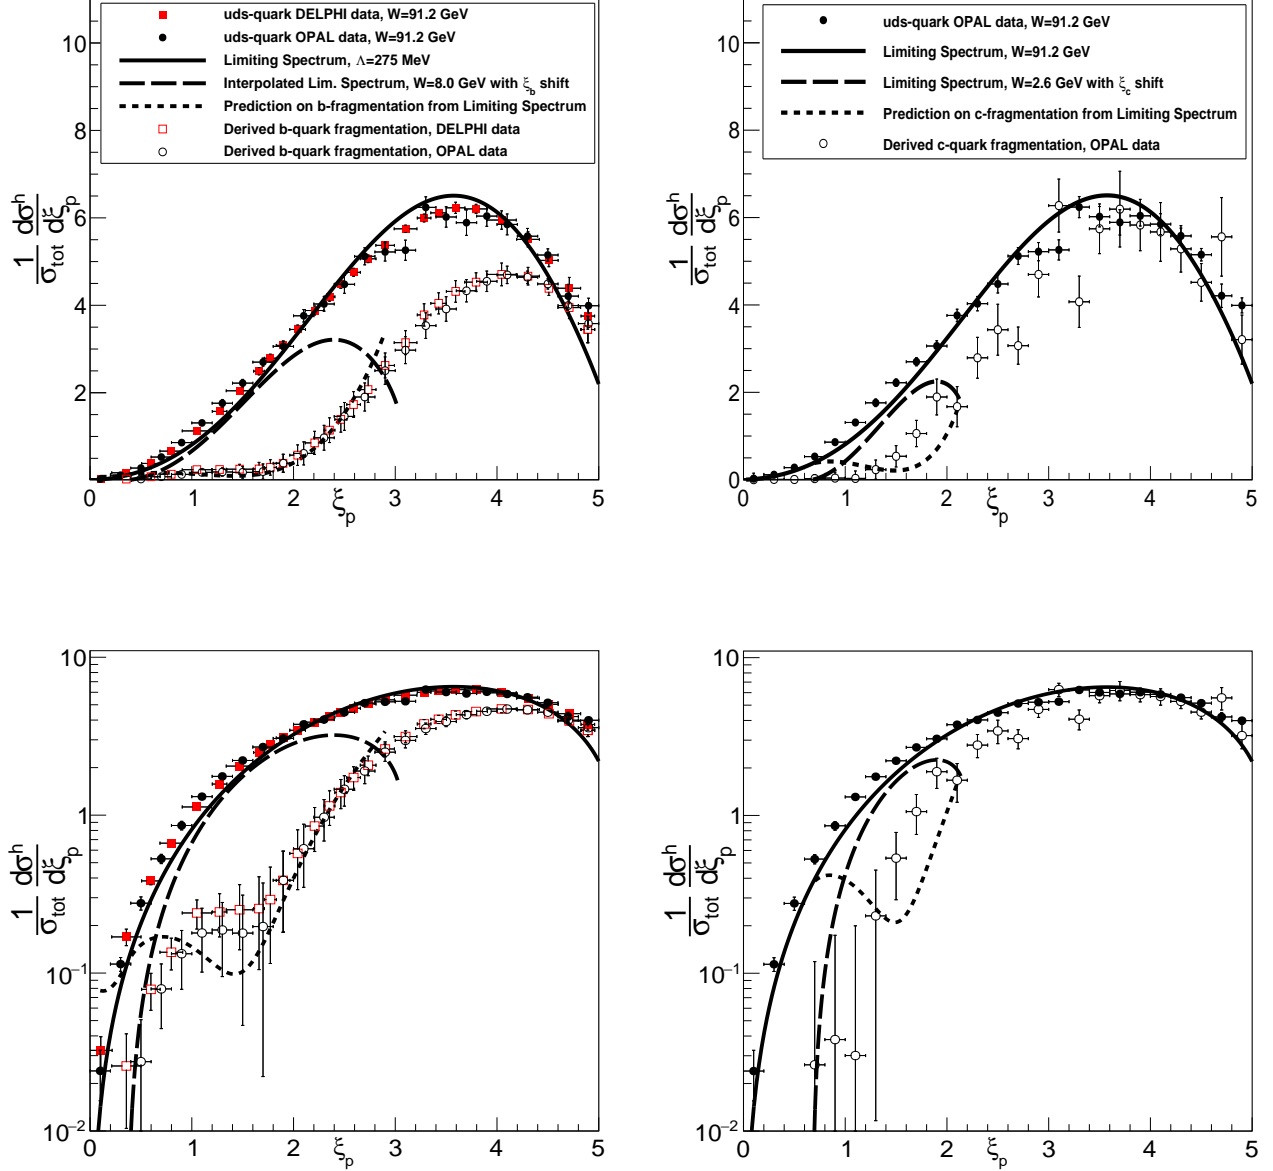 uds-quark DELPHI data, W=91.2 GeV
uds-quark OPAL data, W=91.2 GeV
Limiting Spectrum, Λ=275 MeV
Interpolated Lim. Spectrum, W=8.0 GeV with ξb shift
Prediction on b-fragmentation from Limiting Spectrum
Derived b-quark fragmentation, DELPHI data
Derived b-quark fragmentation, OPAL data
10
8
6
4
2
0
1/σtot dσh/dξp
0 1 2 3 4 5
ξp
uds-quark OPAL data, W=91.2 GeV
Limiting Spectrum, W=91.2 GeV
Limiting Spectrum, W=2.6 GeV with ξc shift
Prediction on c-fragmentation from Limiting Spectrum
Derived c-quark fragmentation, OPAL data
10
8
6
4
2
0
1/σtot dσh/dξp
0 1 2 3 4 5
ξp
10
1
10−1
10−2
1/σtot dσh/dξp
0 1 2 3 4 5
ξp
10
1
10−1
10−2
1/σtot dσh/dξp
0 1 2 3 4 5
ξp